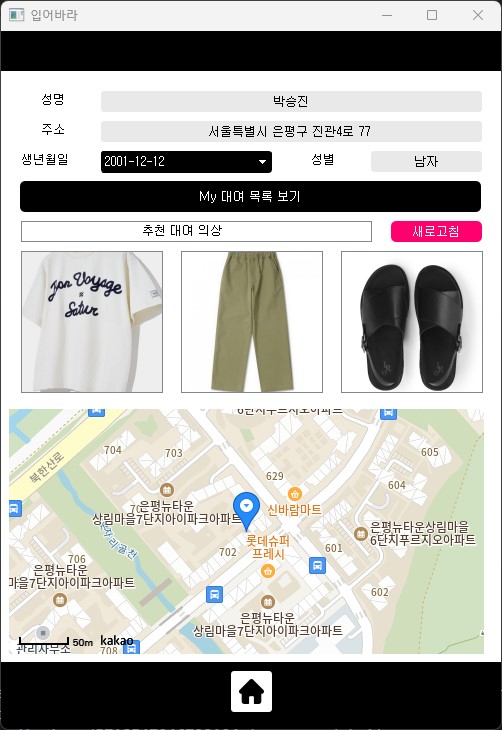 입어바라
성명
박승진
주소
서울특별시 은평구 진관4로 77
생년월일
2001-12-12
성별
남자
My 대여 목록 보기
추천 대여 의상
새로고침
Jon Voyage
Satur
6단지푸르지오아파트
북한산로
704
703
605
604
629
은평뉴타운
상림마을7단지아이파크아파트
신바람마트
은평뉴타운상림마을
6단지푸르지오아파트
롯데슈퍼
프레시
702
601
706
은평뉴타운
마을7단지아이파크아파트
602
은평뉴타운
상림마을7단지아이파크아파트
50m
kakao
관리사무소
708